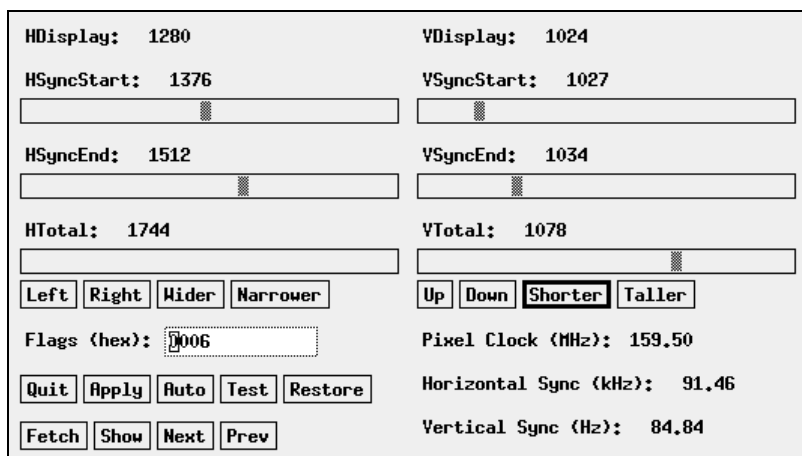 HDisplay: 1280
VDisplay: 1024
HSyncStart: 1376
VSyncStart: 1027
HSyncEnd: 1512
VSyncEnd: 1034
HTotal: 1744
VTotal: 1078
Left Right Wider Narrower
Up Down Shorter Taller
Flags (hex): 0006
Pixel Clock (MHz): 159.50
Quit Apply Auto Test Restore
Horizontal Sync (kHz): 91.46
Fetch Show Next Prev
Vertical Sync (Hz): 84.84